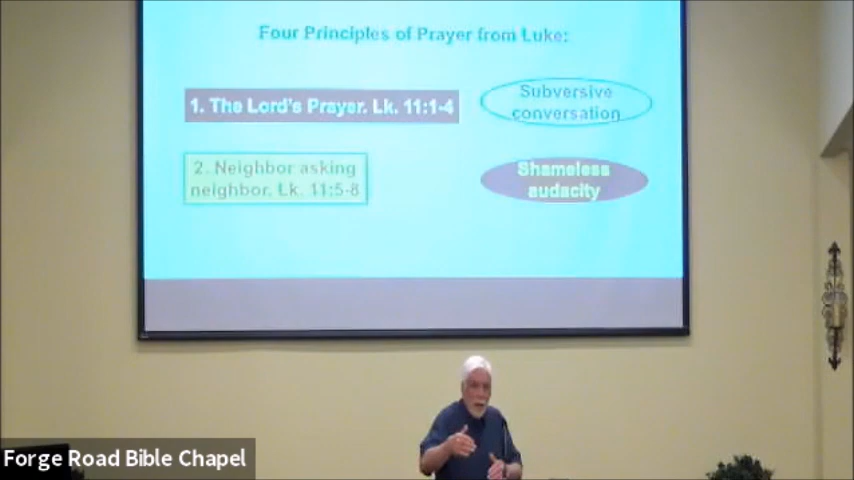 Four Principles of Prayer from Luke:
1. The Lord's Prayer. Lk. 11:1-4
Subversive
conversation
2. Neighbor asking
neighbor. Lk. 11:5-8
Shameless
audacity
Forge Road Bible Chapel